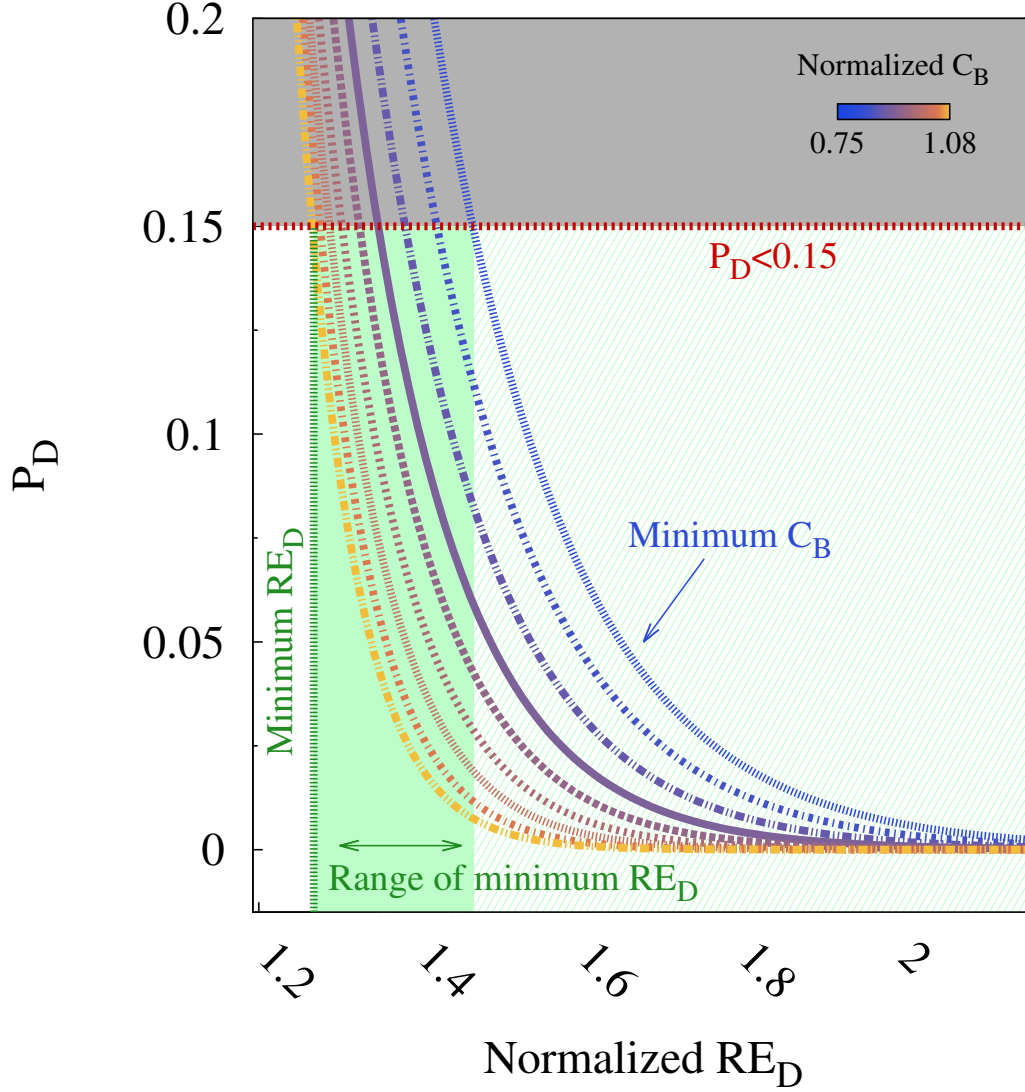 0.2
Normalized C_B
0.75 1.08
0.15
P_D<0.15
0.1
P_D
Minimum C_B
0.05
Minimum RE_D
0
Range of minimum RE_D
1.2 1.4 1.6 1.8 2
Normalized RE_D